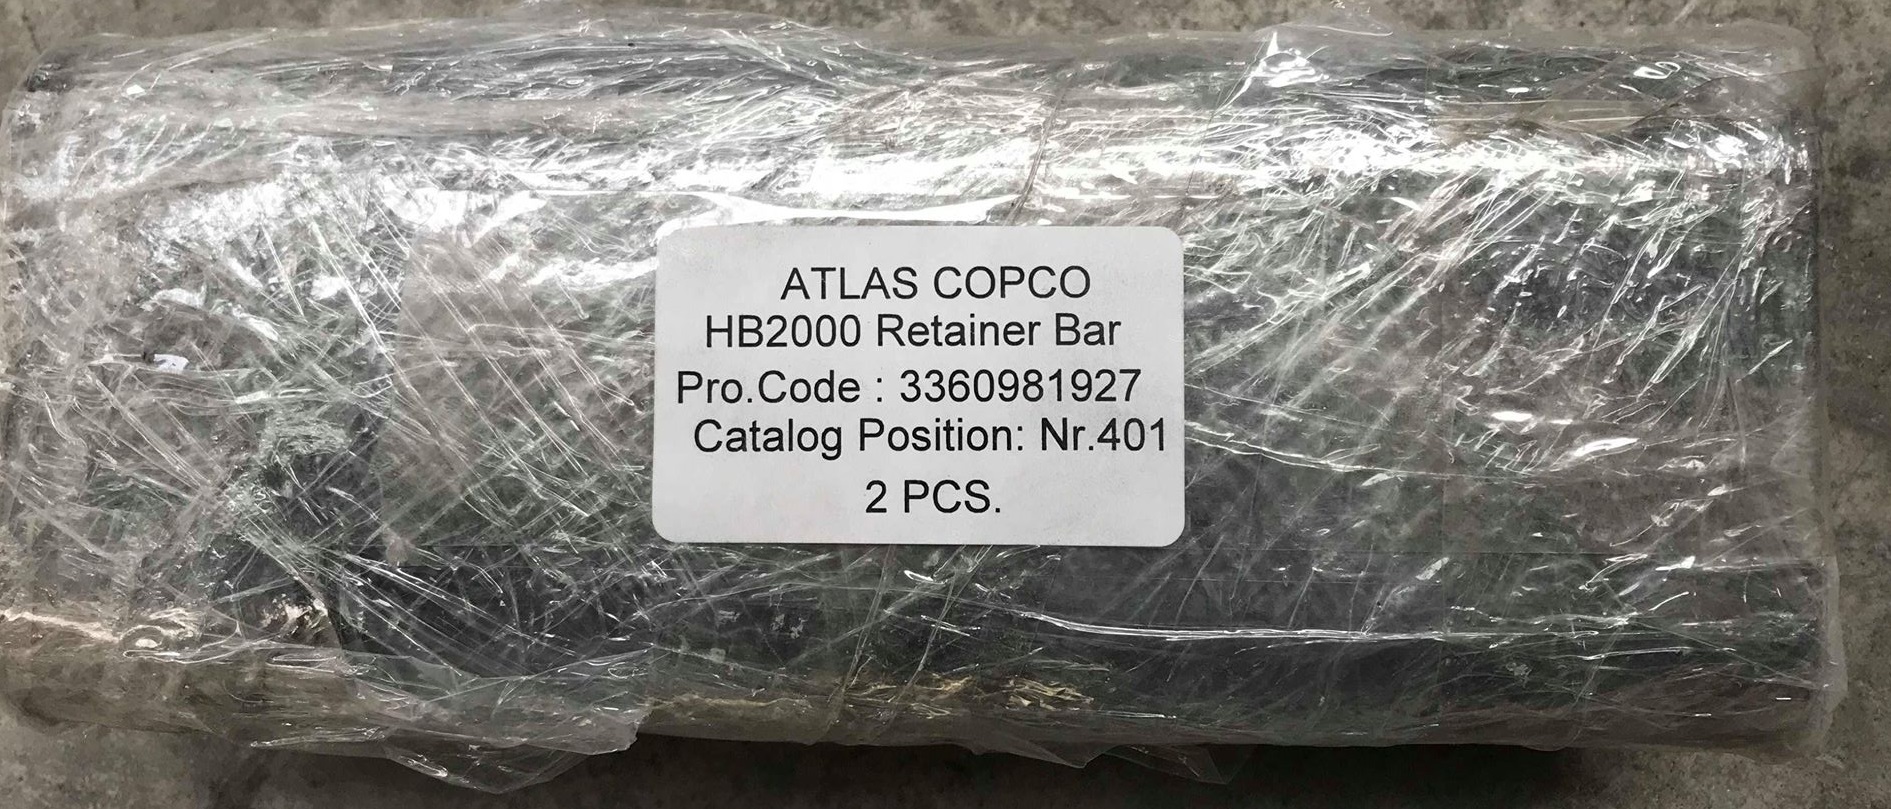 ATLAS COPCO
HB2000 Retainer Bar
Pro.Code : 3360981927
Catalog Position: Nr.401
2 PCS.